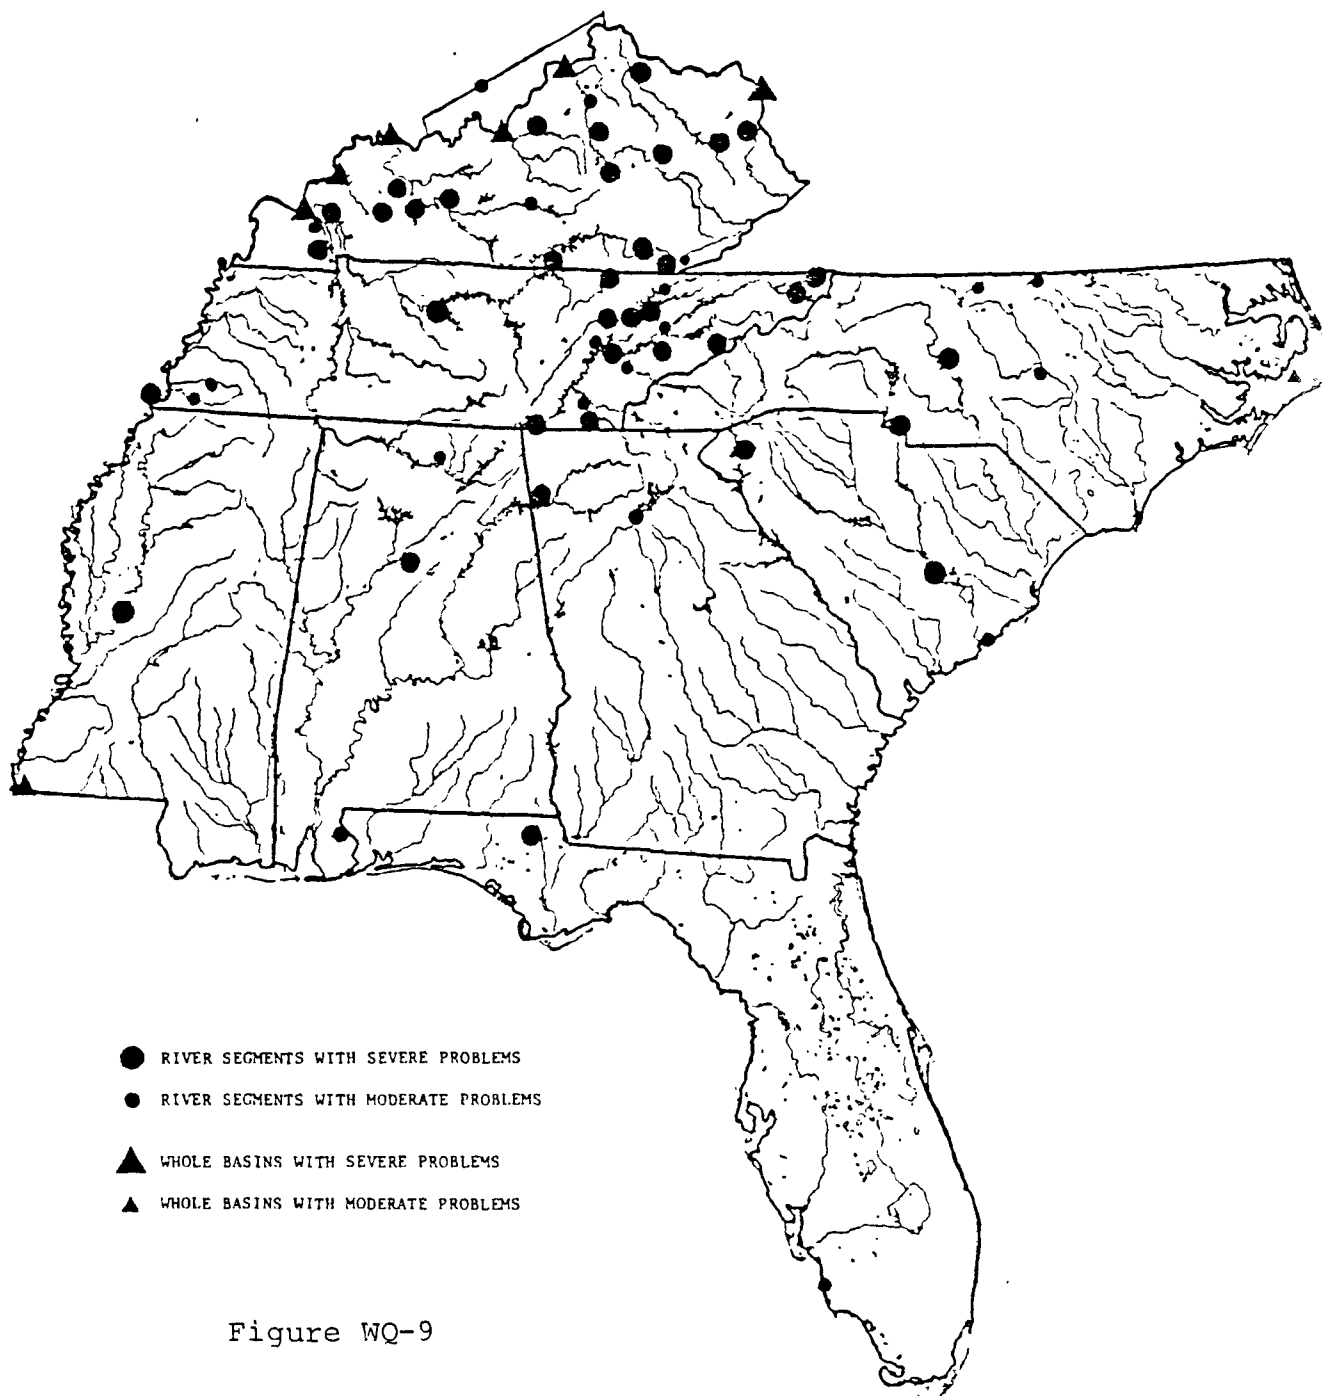 RIVER SEGMENTS WITH SEVERE PROBLEMS
RIVER SEGMENTS WITH MODERATE PROBLEMS
WHOLE BASINS WITH SEVERE PROBLEMS
WHOLE BASINS WITH MODERATE PROBLEMS
Figure WQ-9